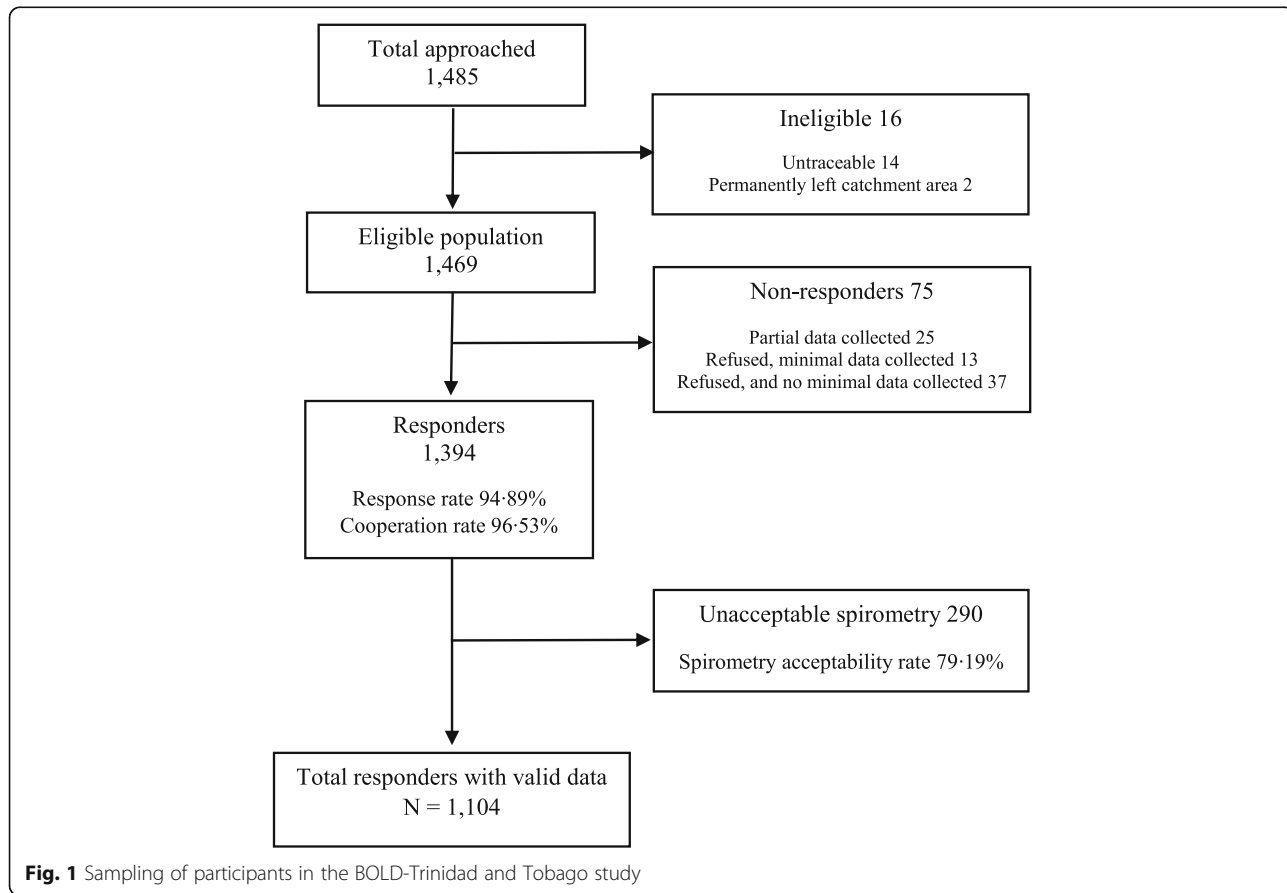 Total approached
1,485
Ineligible 16
Untraceable 14
Permanently left catchment area 2
Eligible population
1,469
Non-responders 75
Partial data collected 25
Refused, minimal data collected 13
Refused, and no minimal data collected 37
Responders
1,394
Response rate 94·89%
Cooperation rate 96·53%
Unacceptable spirometry 290
Spirometry acceptability rate 79·19%
Total responders with valid data
N = 1,104
Fig. 1 Sampling of participants in the BOLD-Trinidad and Tobago study